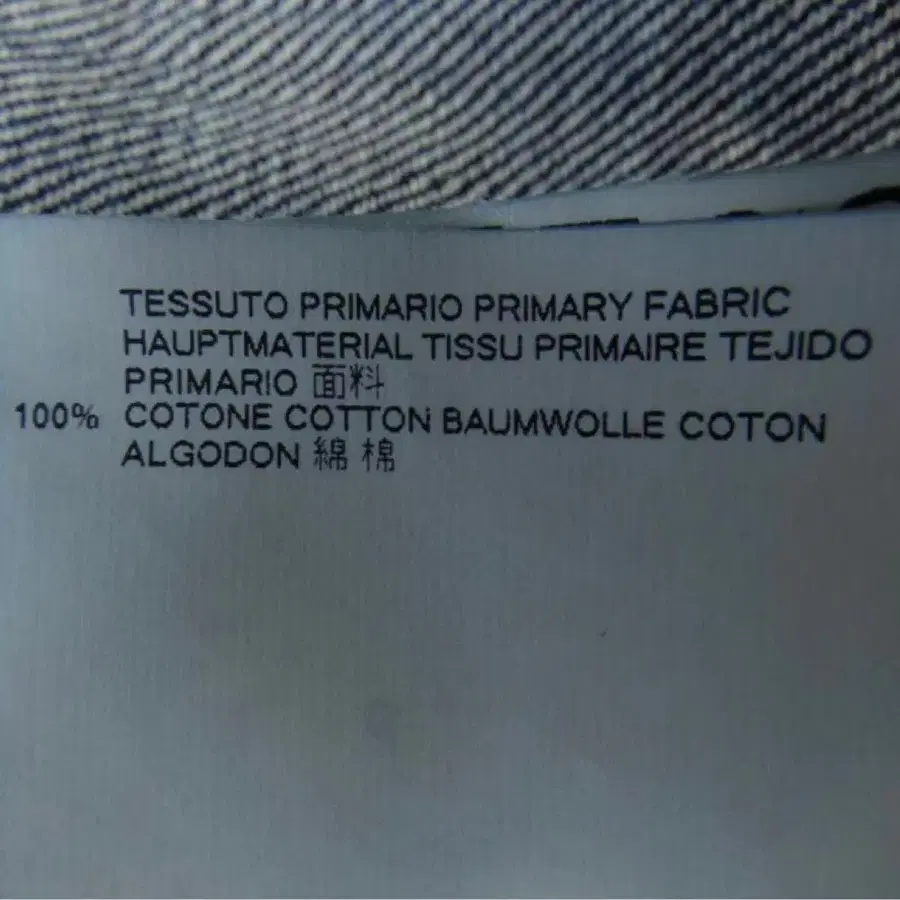 TESSUTO PRIMARIO PRIMARY FABRIC
HAUPTMATERIAL TISSU PRIMAIRE TEJIDO
PRIMARIO 面料
100% COTONE COTTON BAUMWOLLE COTON
ALGODON 綿 棉